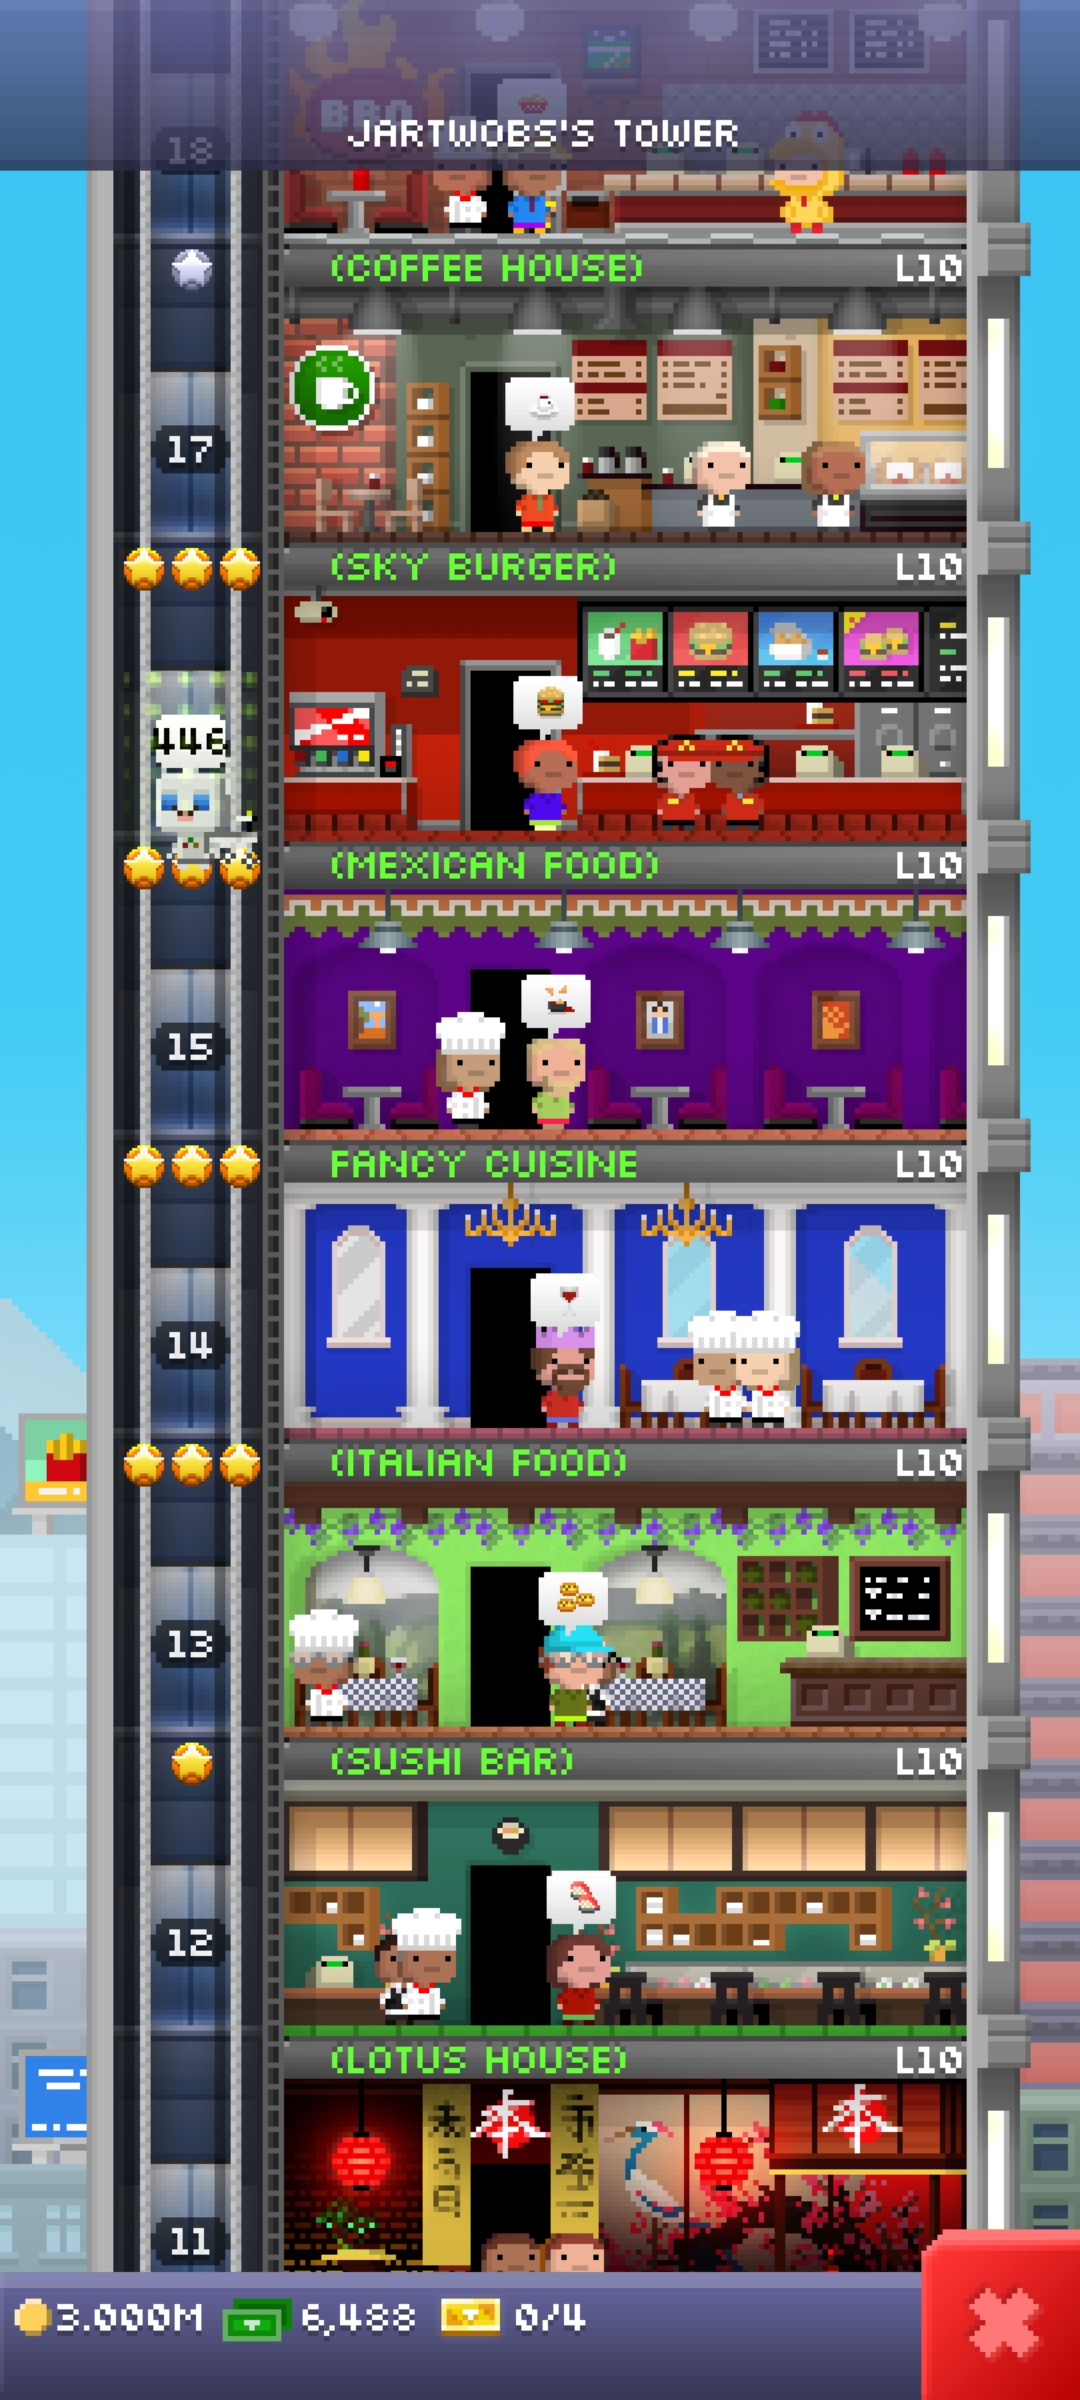 BBQ
JARTWOBS'S TOWER
18
(COFFEE HOUSE) L10
17
(SKY BURGER) L10
446
(MEXICAN FOOD) L10
15
FANCY CUISINE L10
14
(ITALIAN FOOD) L10
13
(SUSHI BAR) L10
12
(LOTUS HOUSE) L10
11
3.000M 6,488 0/4